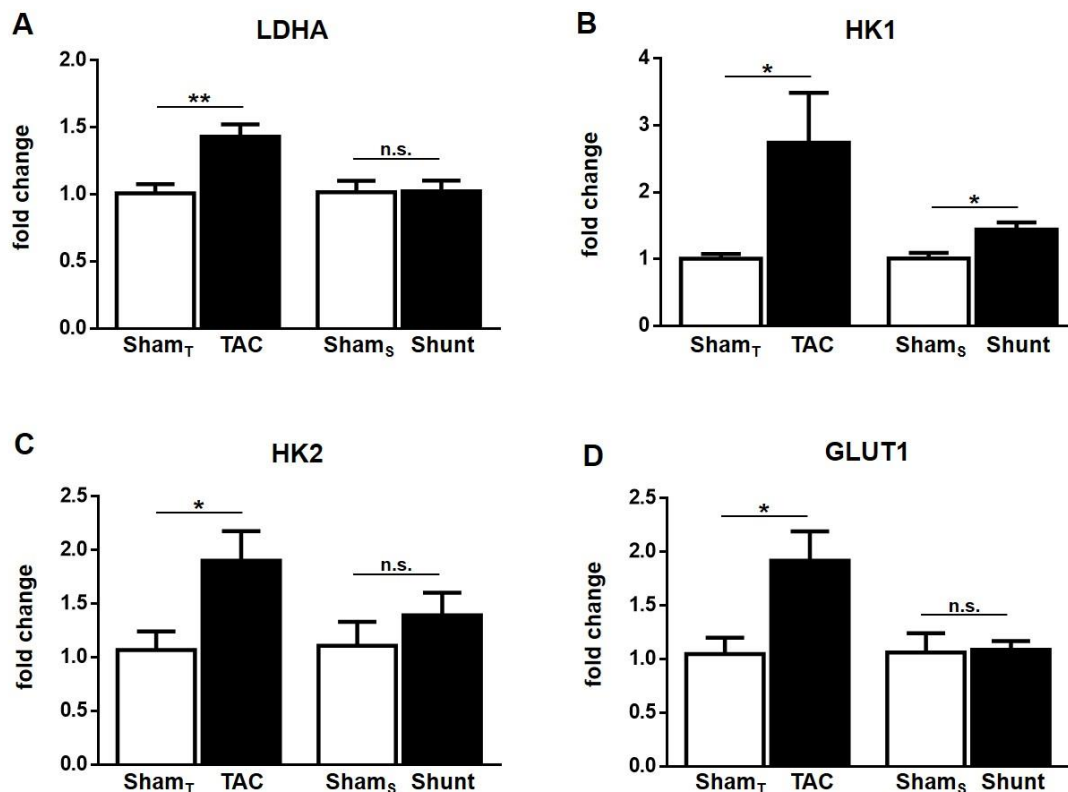 A
LDHA
fold change
2.0
1.5
1.0
0.5
0.0
**
n.s.
ShamT TAC ShamS Shunt
B
HK1
fold change
4
3
2
1
0
*
*
ShamT TAC ShamS Shunt
C
HK2
fold change
2.5
2.0
1.5
1.0
0.5
0.0
*
n.s.
ShamT TAC ShamS Shunt
D
GLUT1
fold change
2.5
2.0
1.5
1.0
0.5
0.0
*
n.s.
ShamT TAC ShamS Shunt